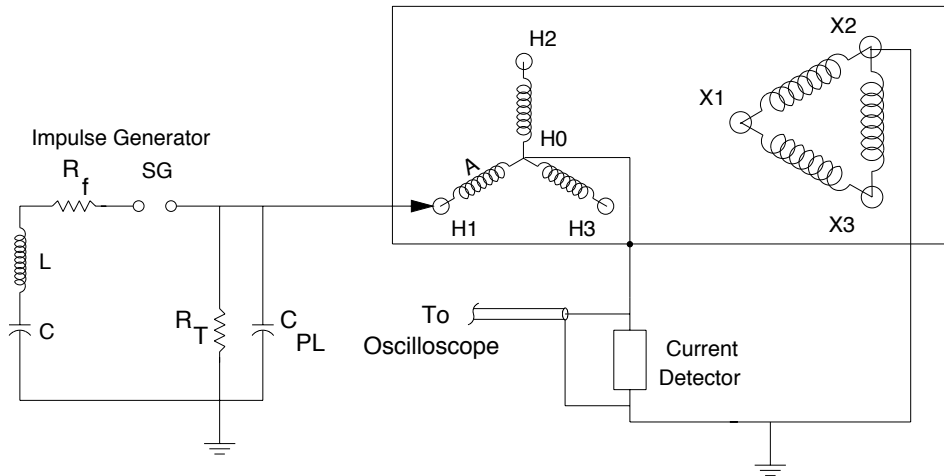 H2
X2
X1
Impulse Generator
R f
SG
H0
A
H1
H3
X3
L
C
R T
C PL
To
Oscilloscope
Current
Detector